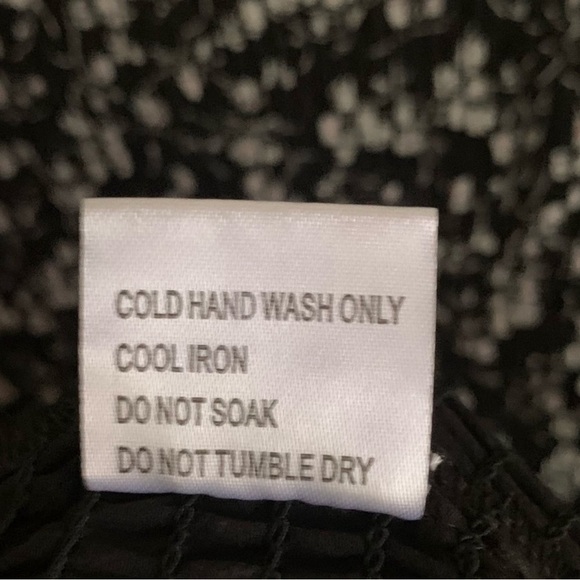 COLD HAND WASH ONLY
COOL IRON
DO NOT SOAK
DO NOT TUMBLE DRY